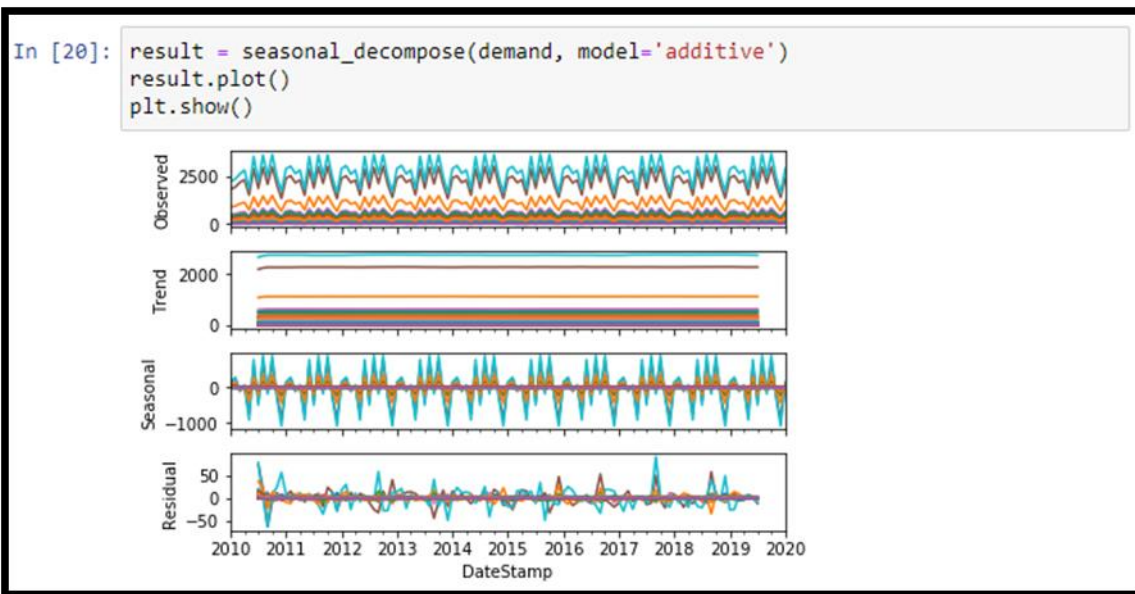 In [20]: result = seasonal_decompose(demand, model='additive')
result.plot()
plt.show()
Observed
2500
0
Trend
2000
0
Seasonal
0
−1000
Residual
50
0
−50
2010 2011 2012 2013 2014 2015 2016 2017 2018 2019 2020
DateStamp